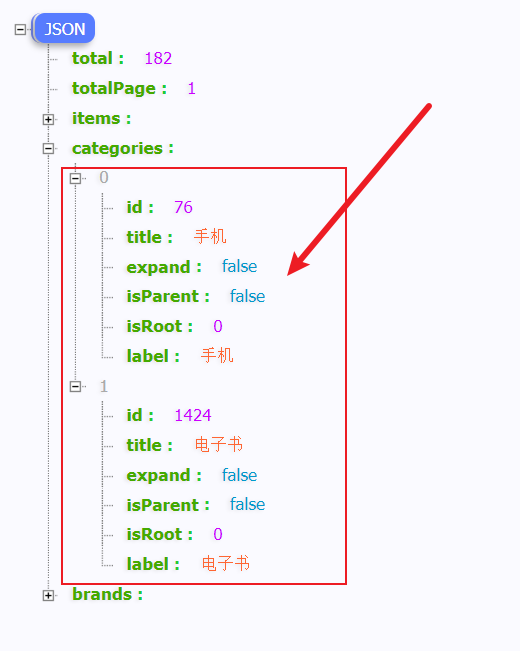 JSON
total : 182
totalPage : 1
items :
categories :
0
id : 76
title : 手机
expand : false
isParent : false
isRoot : 0
label : 手机
1
id : 1424
title : 电子书
expand : false
isParent : false
isRoot : 0
label : 电子书
brands :